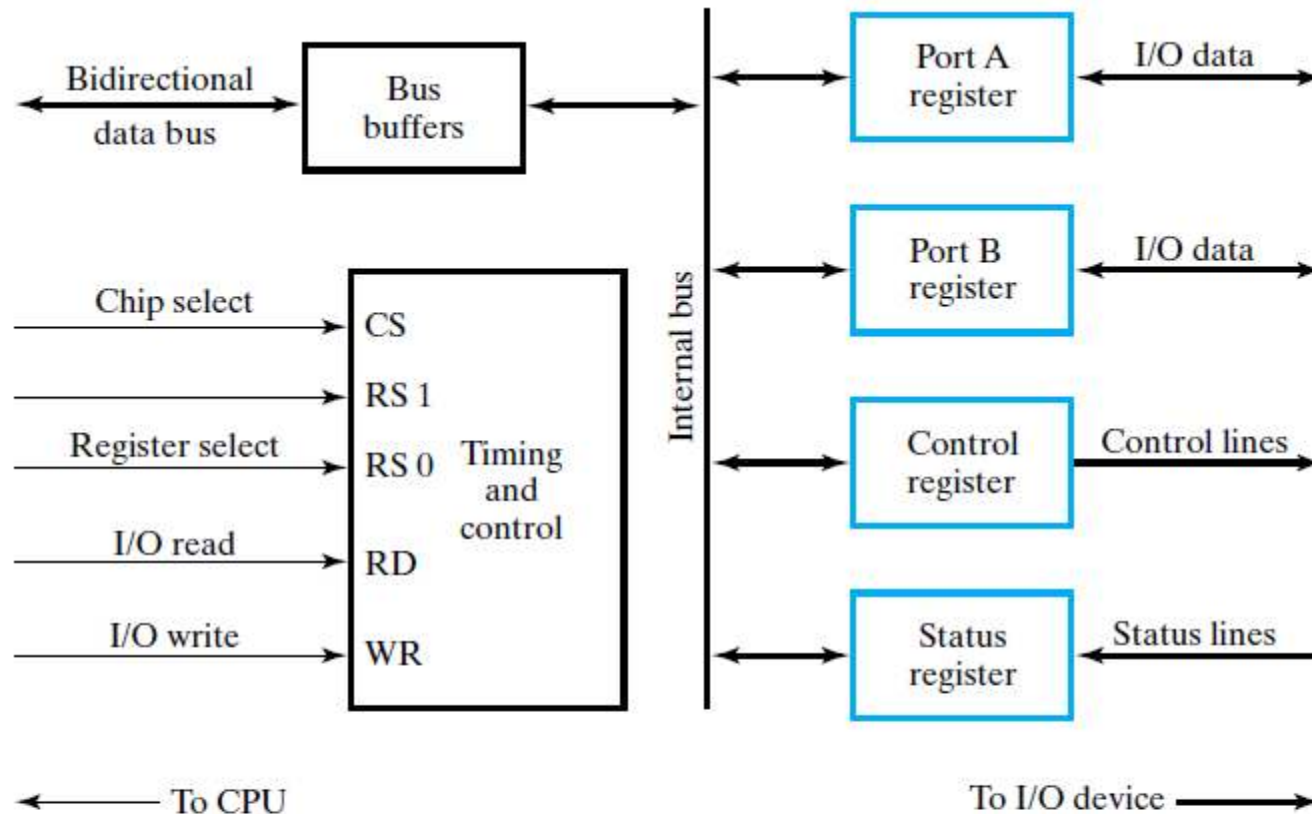 Bidirectional
data bus
Bus
buffers
Chip select
Register select
I/O read
I/O write
CS
RS 1
RS 0
RD
WR
Timing
and
control
Internal bus
Port A
register
I/O data
Port B
register
I/O data
Control
register
Control lines
Status
register
Status lines
To CPU
To I/O device